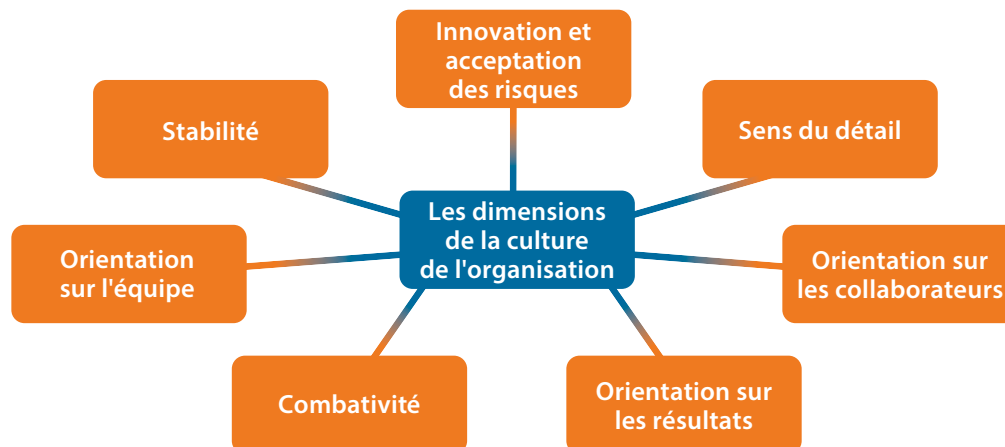 Innovation et
acceptation
des risques
Stabilité
Sens du détail
Les dimensions
de la culture
de l'organisation
Orientation
sur l'équipe
Orientation sur
les collaborateurs
Combativité
Orientation sur
les résultats